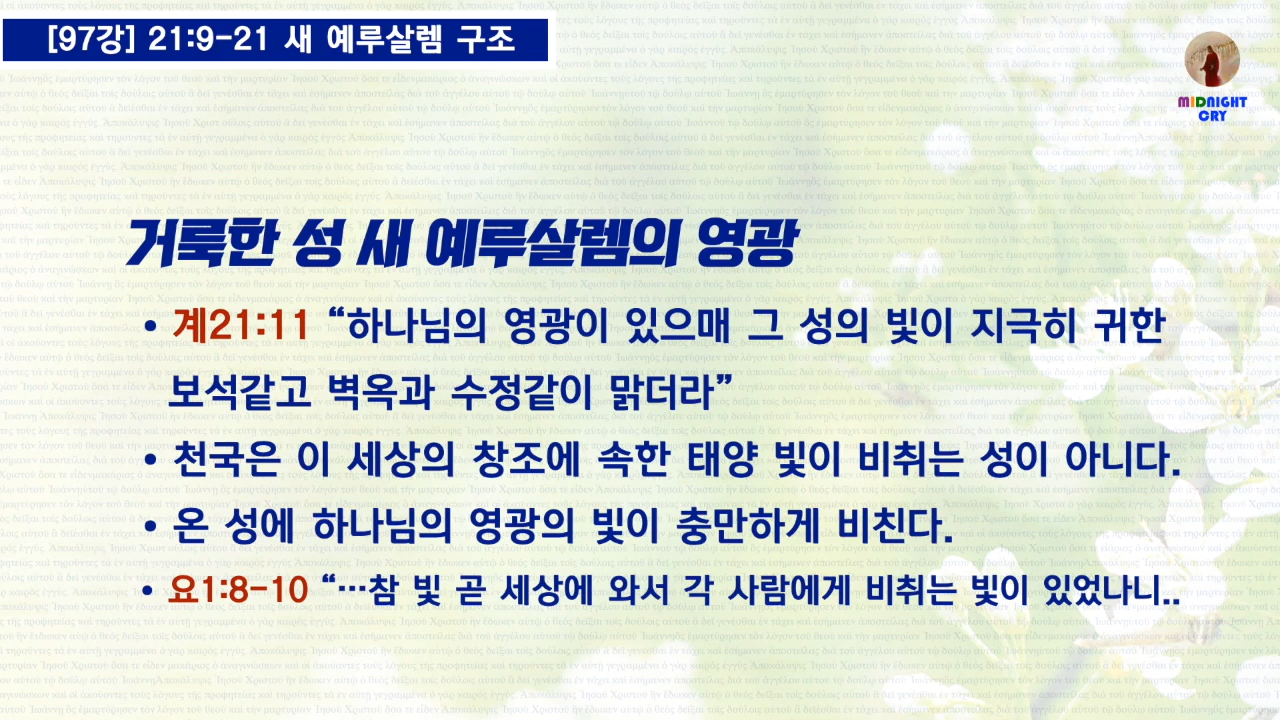 [97강] 21:9-21 새 예루살렘 구조
MIDNIGHT
CRY
거룩한 성 새 예루살렘의 영광
• 계21:11 “하나님의 영광이 있으매 그 성의 빛이 지극히 귀한
보석같고 벽옥과 수정같이 맑더라”
• 천국은 이 세상의 창조에 속한 태양 빛이 비취는 성이 아니다.
• 온 성에 하나님의 영광의 빛이 충만하게 비친다.
• 요1:8-10 “…참 빛 곧 세상에 와서 각 사람에게 비취는 빛이 있었나니..